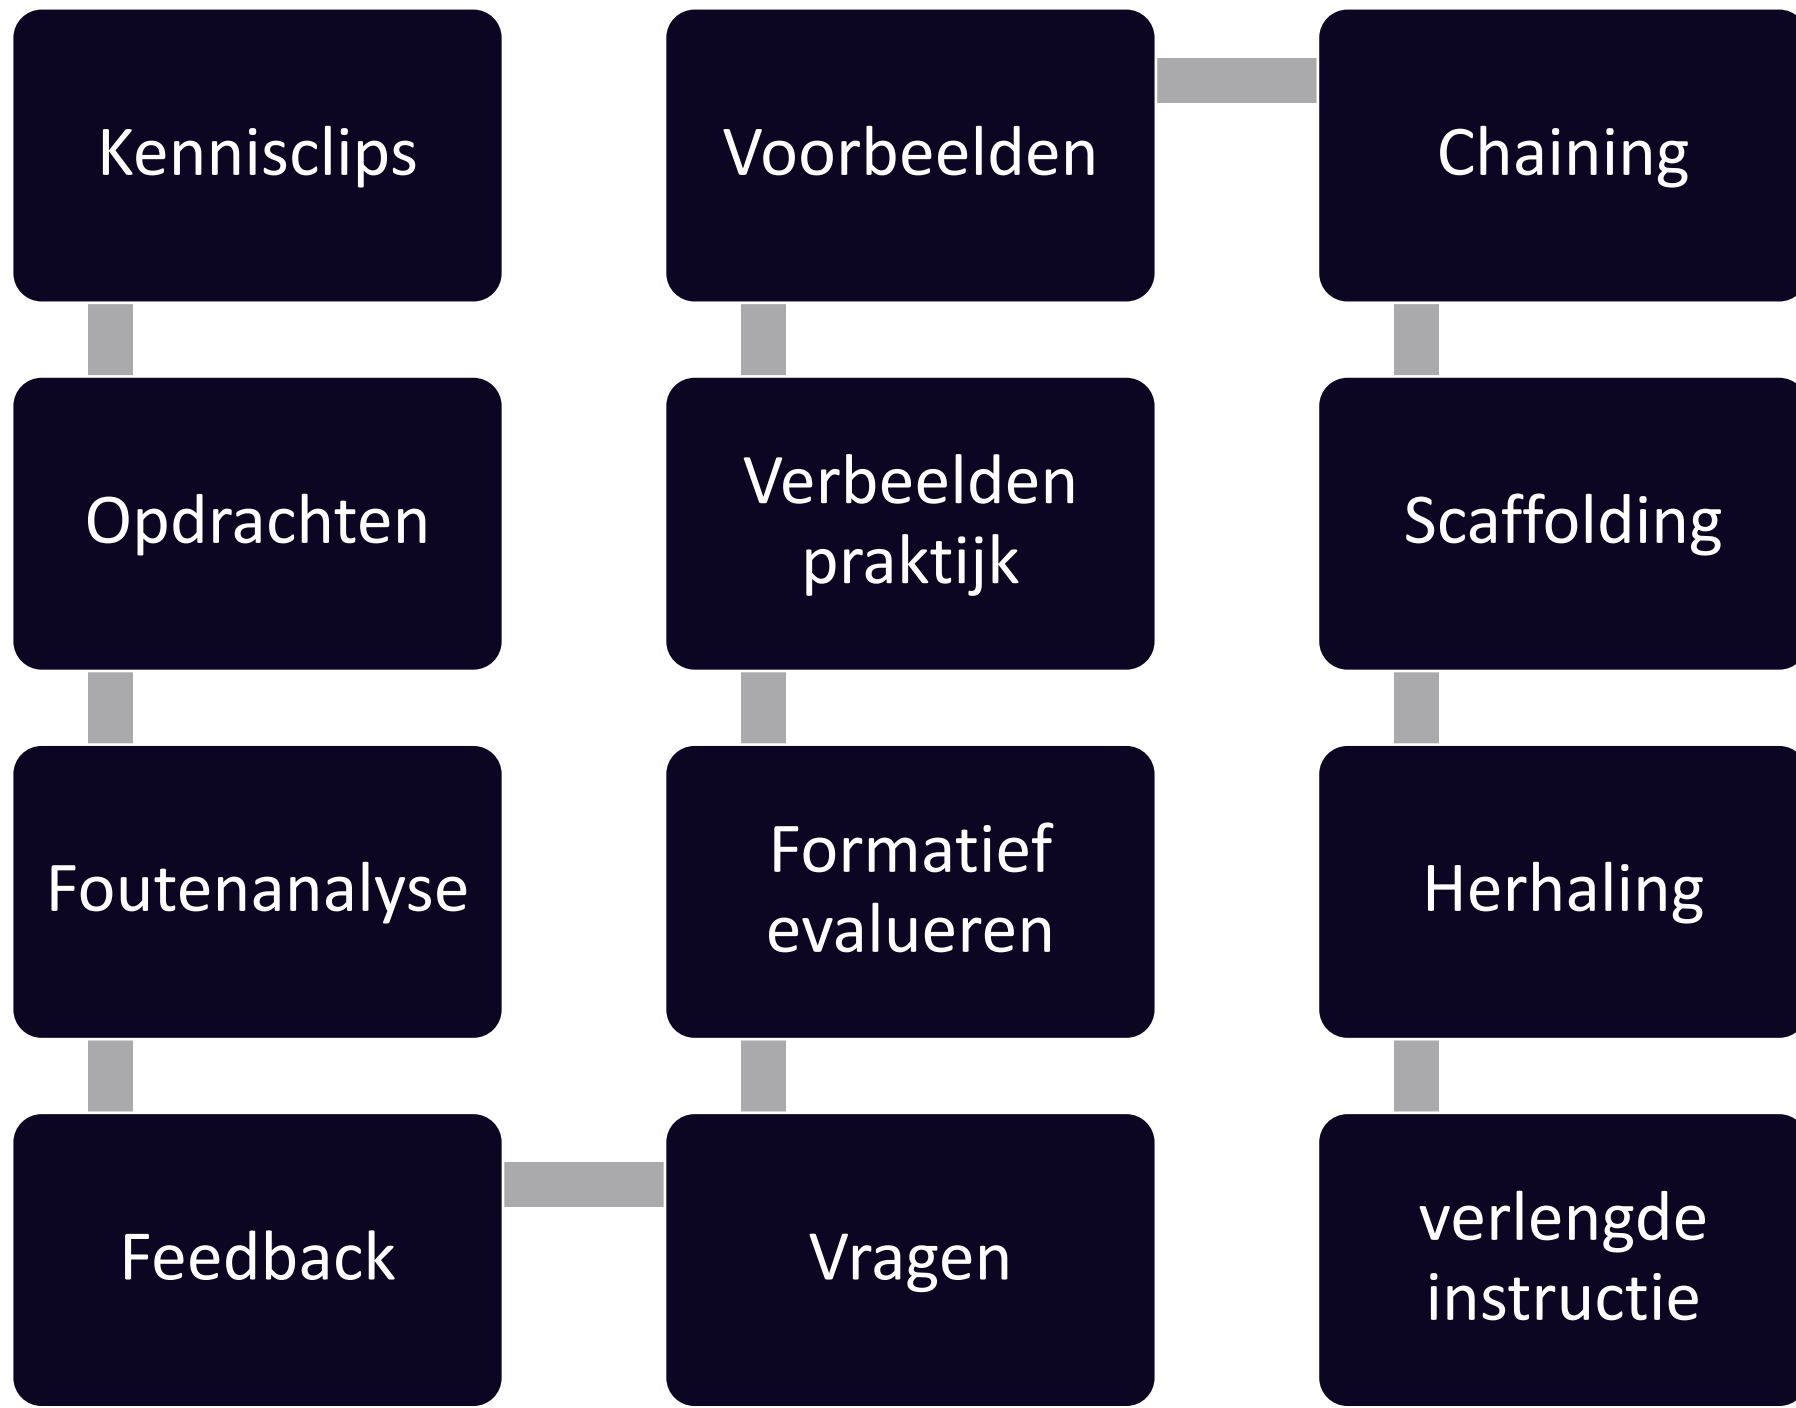 Kennisclips
Opdrachten
Foutenanalyse
Feedback
Vragen
Formatief
evalueren
Verbeelden
praktijk
Voorbeelden
Chaining
Scaffolding
Herhaling
verlengde
instructie